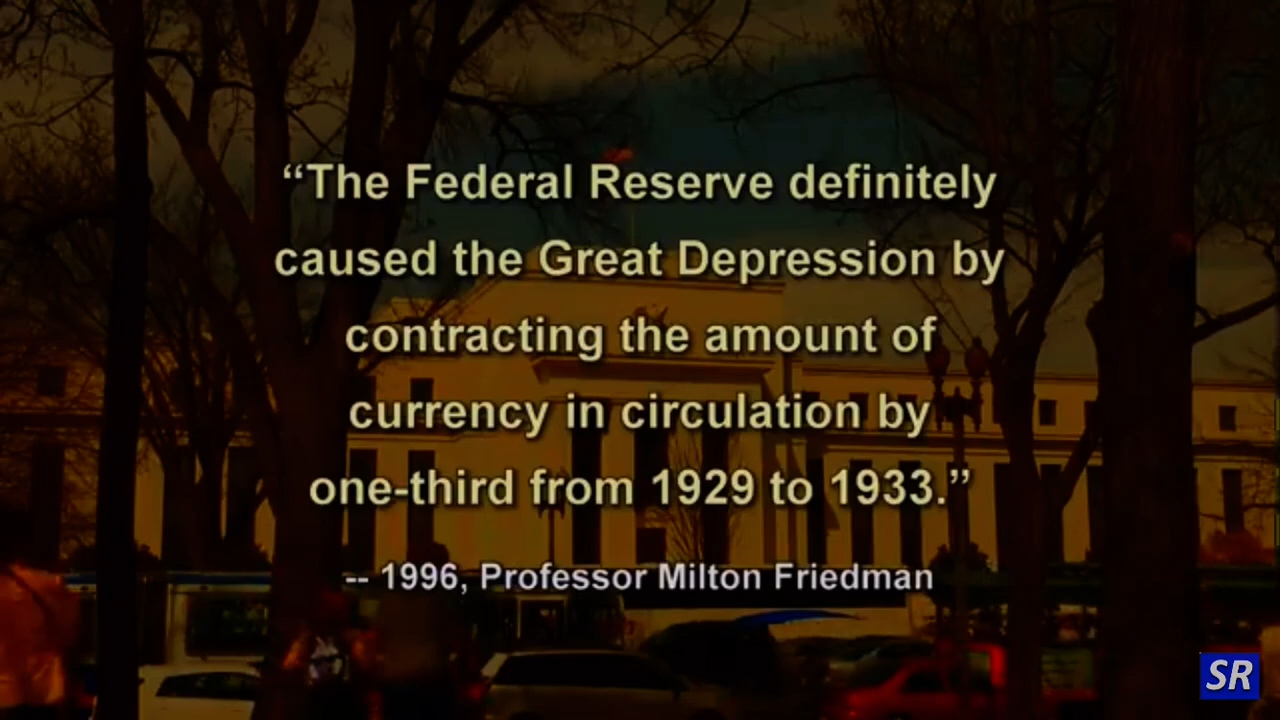 “The Federal Reserve definitely
caused the Great Depression by
contracting the amount of
currency in circulation by
one-third from 1929 to 1933.”
-- 1996, Professor Milton Friedman
SR